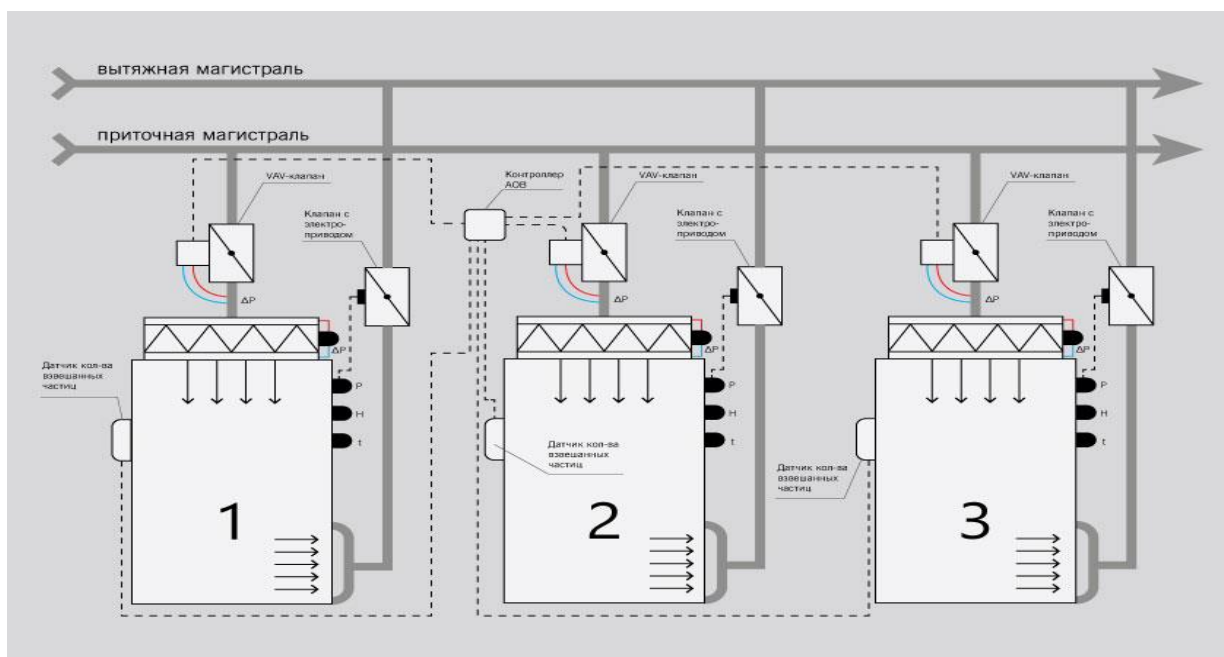 вытяжная магистраль
приточная магистраль
VAV-клапан
Клапан с
электро-
приводом
ΔP
ΔP
Датчик кол-ва
взвешанных
частиц
P
H
t
1
Контроллер
АОВ
VAV-клапан
Клапан с
электро-
приводом
ΔP
ΔP
P
H
t
Датчик кол-ва
взвешанных
частиц
2
VAV-клапан
Клапан с
электро-
приводом
ΔP
ΔP
P
H
t
Датчик кол-ва
взвешанных
частиц
3